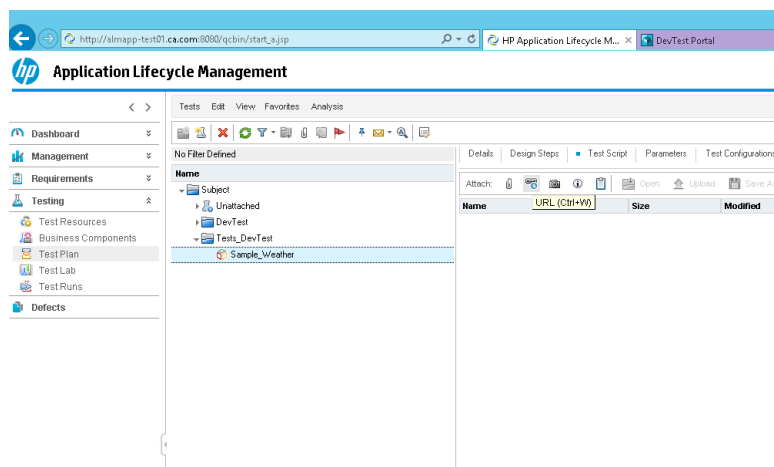 http://almapp-test01.ca.com:8080/qcbin/start_a.jsp
HP Application Lifecycle M...
DevTest Portal
hp Application Lifecycle Management
Tests Edit View Favorites Analysis
Dashboard
Management
Requirements
Testing
Test Resources
Business Components
Test Plan
Test Lab
Test Runs
Defects
No Filter Defined
Name
Subject
Unattached
DevTest
Tests_DevTest
Sample_Weather
Details Design Steps Test Script Parameters Test Configurations
Attach: Open Upload Save As
URL (Ctrl+W)
Name Size Modified